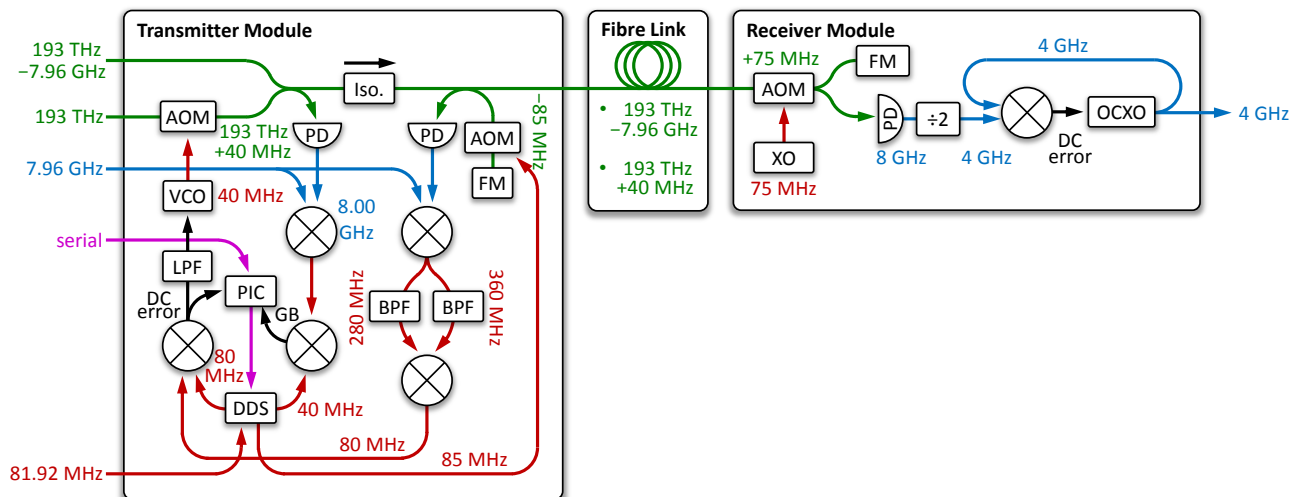 Transmitter Module
Fibre Link
Receiver Module
193 THz
−7.96 GHz
193 THz
AOM
193 THz
+40 MHz
Iso.
PD
PD
AOM
FM
−85 MHz
7.96 GHz
VCO
40 MHz
8.00
GHz
serial
LPF
PIC
DC
error
GB
280 MHz
BPF
BPF
360 MHz
80
MHz
DDS
40 MHz
80 MHz
85 MHz
81.92 MHz
• 193 THz
−7.96 GHz
• 193 THz
+40 MHz
+75 MHz
AOM
FM
XO
75 MHz
PD
÷2
8 GHz
4 GHz
4 GHz
DC
error
OCXO
4 GHz